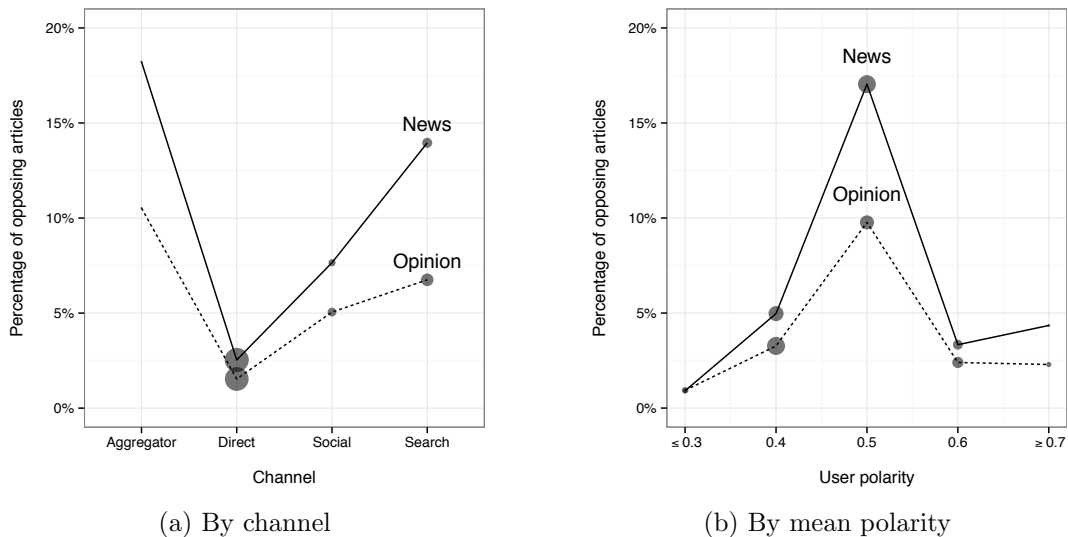 20%
15%
10%
5%
0%
Percentage of opposing articles
News
Opinion
Aggregator Direct Social Search
Channel
(a) By channel
20%
15%
10%
5%
0%
Percentage of opposing articles
News
Opinion
≤ 0.3 0.4 0.5 0.6 ≥ 0.7
User polarity
(b) By mean polarity